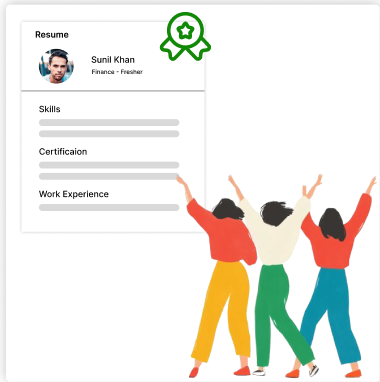 Resume
Sunil Khan
Finance - Fresher
Skills
Certificaion
Work Experience